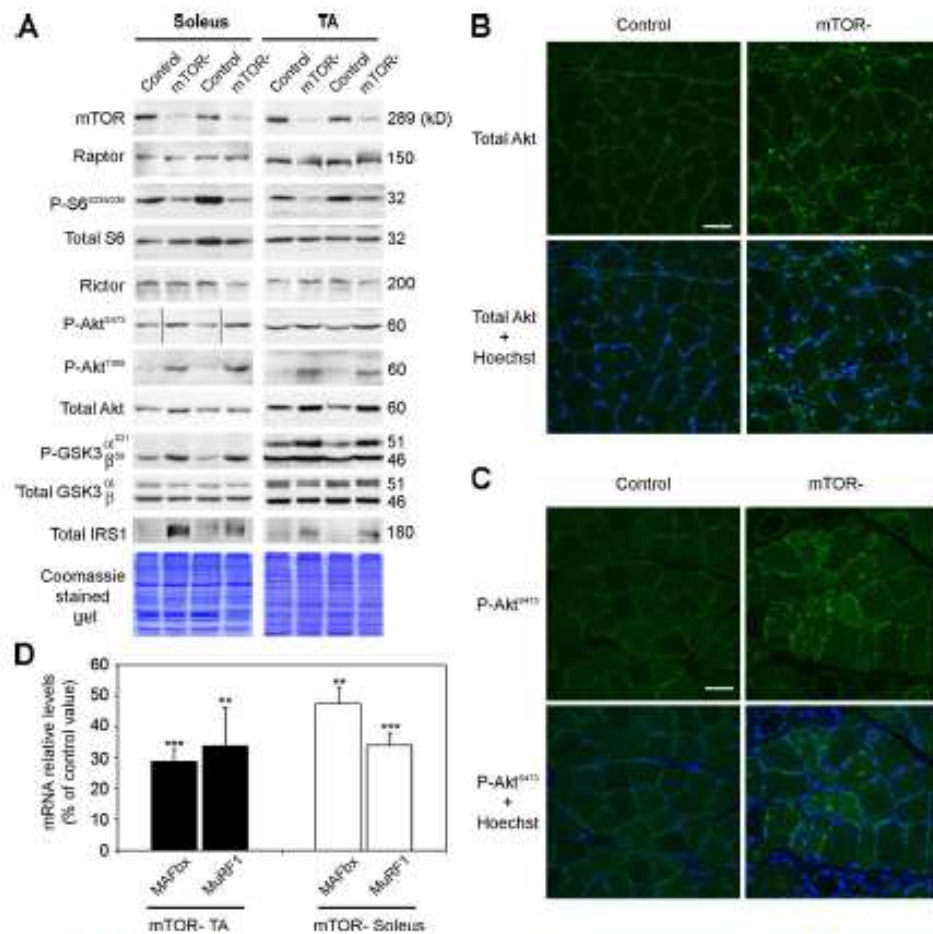 A
Soleus TA
Control mTOR- Control mTOR- Control mTOR- Control mTOR-
mTOR 289 (kD)
Raptor 150
P-S6 32
Total S6 32
Rictor 200
P-Akt 60
P-Akt 60
Total Akt 60
P-GSK3 α 51
β 46
Total GSK3 α 51
β 46
Total IRS1 180
Coomassie
stained
gel
B
Control mTOR-
Total Akt
Total Akt
+
Hoechst
C
Control mTOR-
P-Akt
P-Akt
+
Hoechst
D
mRNA relative levels
(% of control value)
60
50
40
30
20
10
0
*** ** ** ***
MAFbx MuRF1 MAFbx MuRF1
mTOR- TA mTOR- Soleus